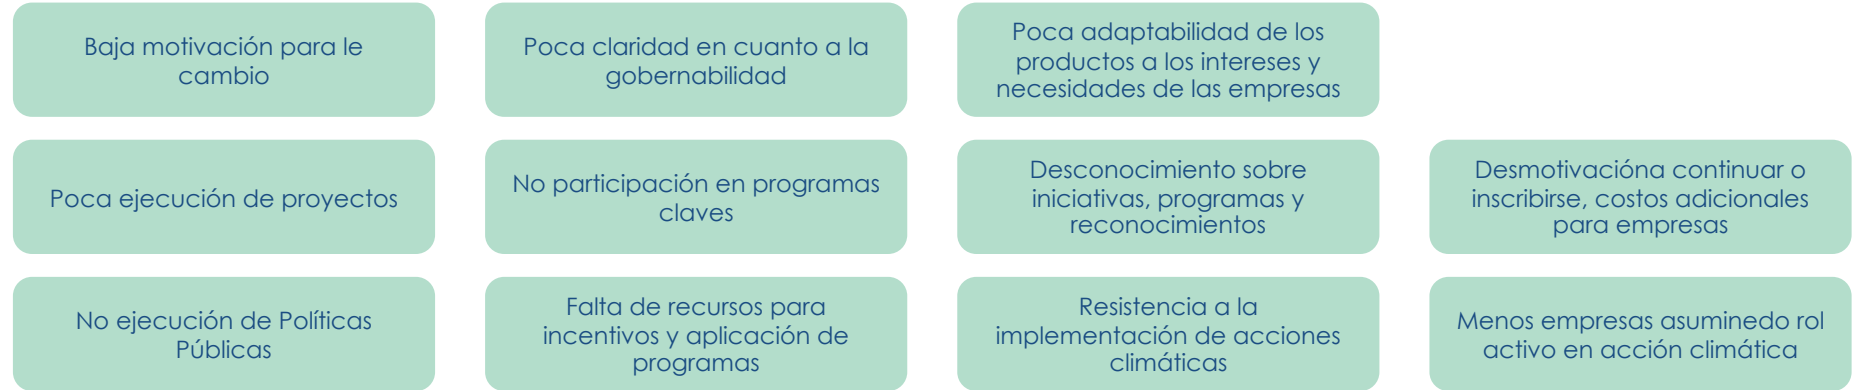 Baja motivación para le
cambio
Poca claridad en cuanto a la
gobernabilidad
Poca adaptabilidad de los
productos a los intereses y
necesidades de las empresas
Poca ejecución de proyectos
No participación en programas
claves
Desconocimiento sobre
iniciativas, programas y
reconocimientos
Desmotivacióna continuar o
inscribirse, costos adicionales
para empresas
No ejecución de Políticas
Públicas
Falta de recursos para
incentivos y aplicación de
programas
Resistencia a la
implementación de acciones
climáticas
Menos empresas asuminedo rol
activo en acción climática